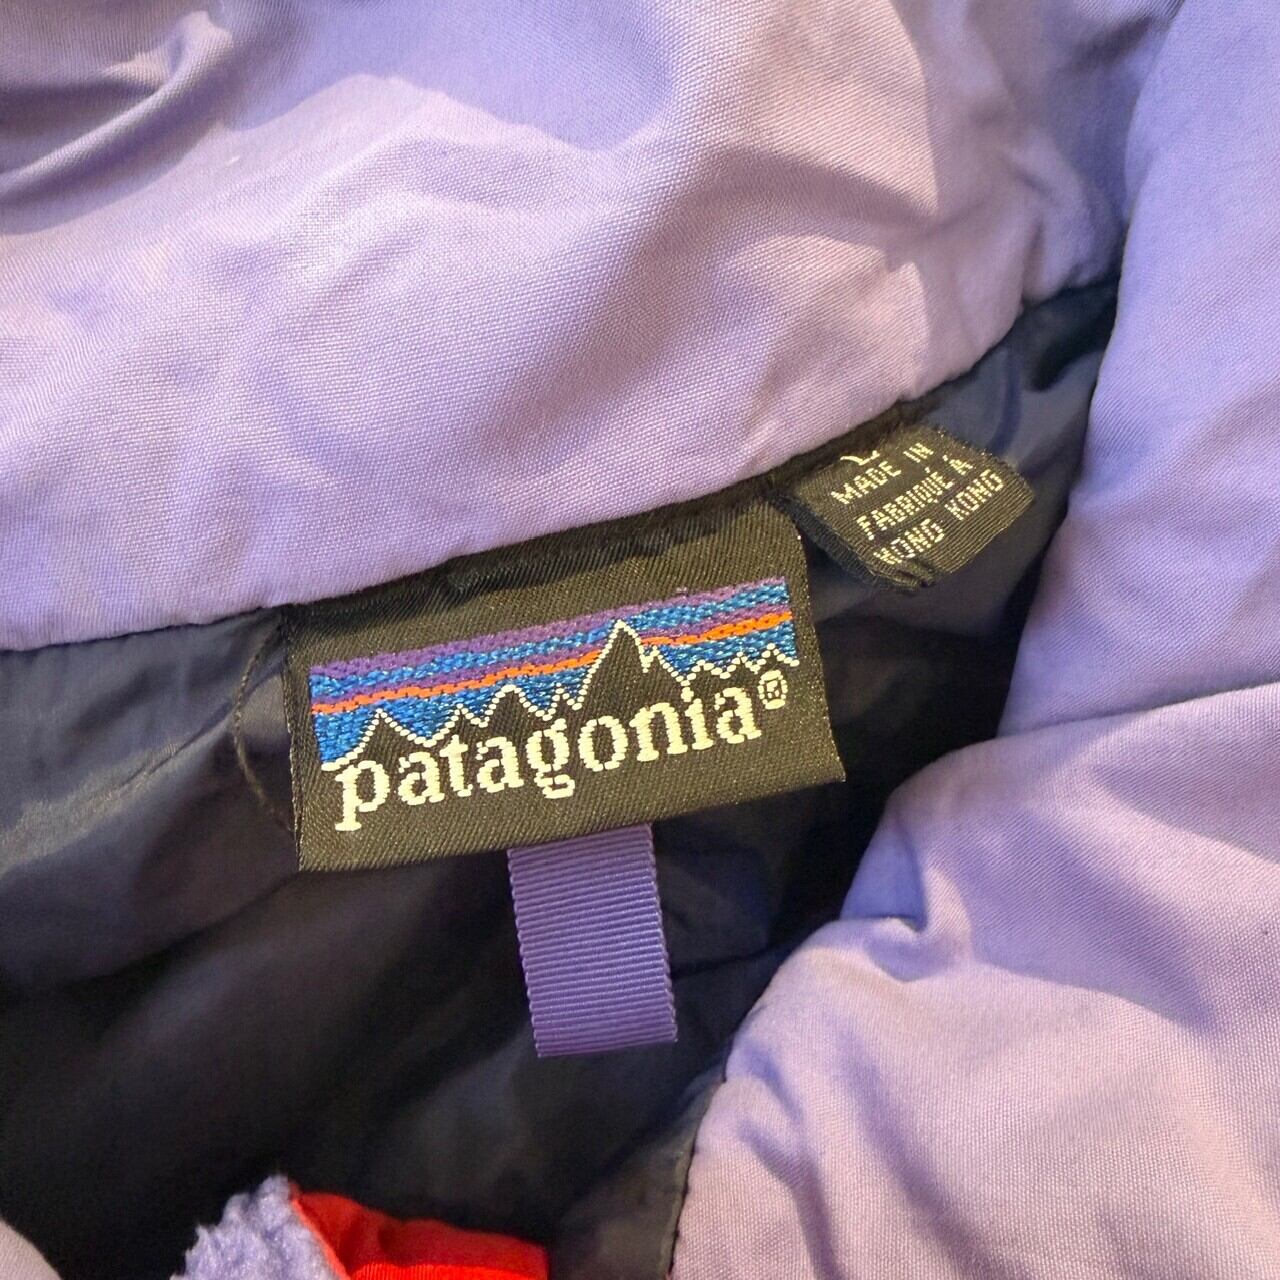 L
MADE IN
FABRIQUÉ À
HONG KONG
patagonia®